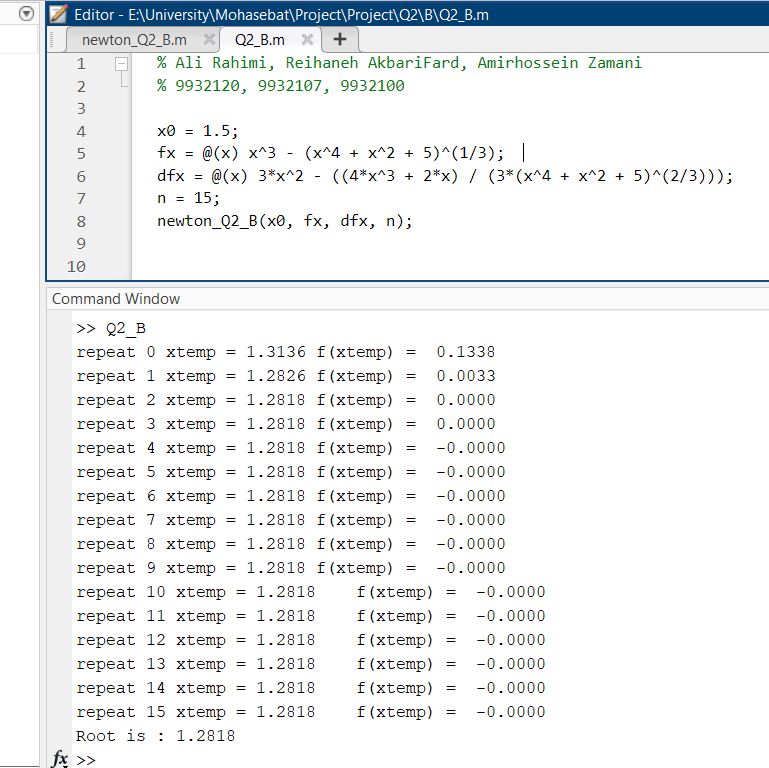 Editor - E:\University\Mohasebat\Project\Project\Q2\B\Q2_B.m
newton_Q2_B.m × Q2_B.m × +
1 % Ali Rahimi, Reihaneh AkbariFard, Amirhossein Zamani
2 % 9932120, 9932107, 9932100
3
4 x0 = 1.5;
5 fx = @(x) x^3 - (x^4 + x^2 + 5)^(1/3);
6 dfx = @(x) 3*x^2 - ((4*x^3 + 2*x) / (3*(x^4 + x^2 + 5)^(2/3)));
7 n = 15;
8 newton_Q2_B(x0, fx, dfx, n);
9
10
Command Window
>> Q2_B
repeat 0 xtemp = 1.3136 f(xtemp) = 0.1338
repeat 1 xtemp = 1.2826 f(xtemp) = 0.0033
repeat 2 xtemp = 1.2818 f(xtemp) = 0.0000
repeat 3 xtemp = 1.2818 f(xtemp) = 0.0000
repeat 4 xtemp = 1.2818 f(xtemp) = -0.0000
repeat 5 xtemp = 1.2818 f(xtemp) = -0.0000
repeat 6 xtemp = 1.2818 f(xtemp) = -0.0000
repeat 7 xtemp = 1.2818 f(xtemp) = -0.0000
repeat 8 xtemp = 1.2818 f(xtemp) = -0.0000
repeat 9 xtemp = 1.2818 f(xtemp) = -0.0000
repeat 10 xtemp = 1.2818 f(xtemp) = -0.0000
repeat 11 xtemp = 1.2818 f(xtemp) = -0.0000
repeat 12 xtemp = 1.2818 f(xtemp) = -0.0000
repeat 13 xtemp = 1.2818 f(xtemp) = -0.0000
repeat 14 xtemp = 1.2818 f(xtemp) = -0.0000
repeat 15 xtemp = 1.2818 f(xtemp) = -0.0000
Root is : 1.2818
fx >>